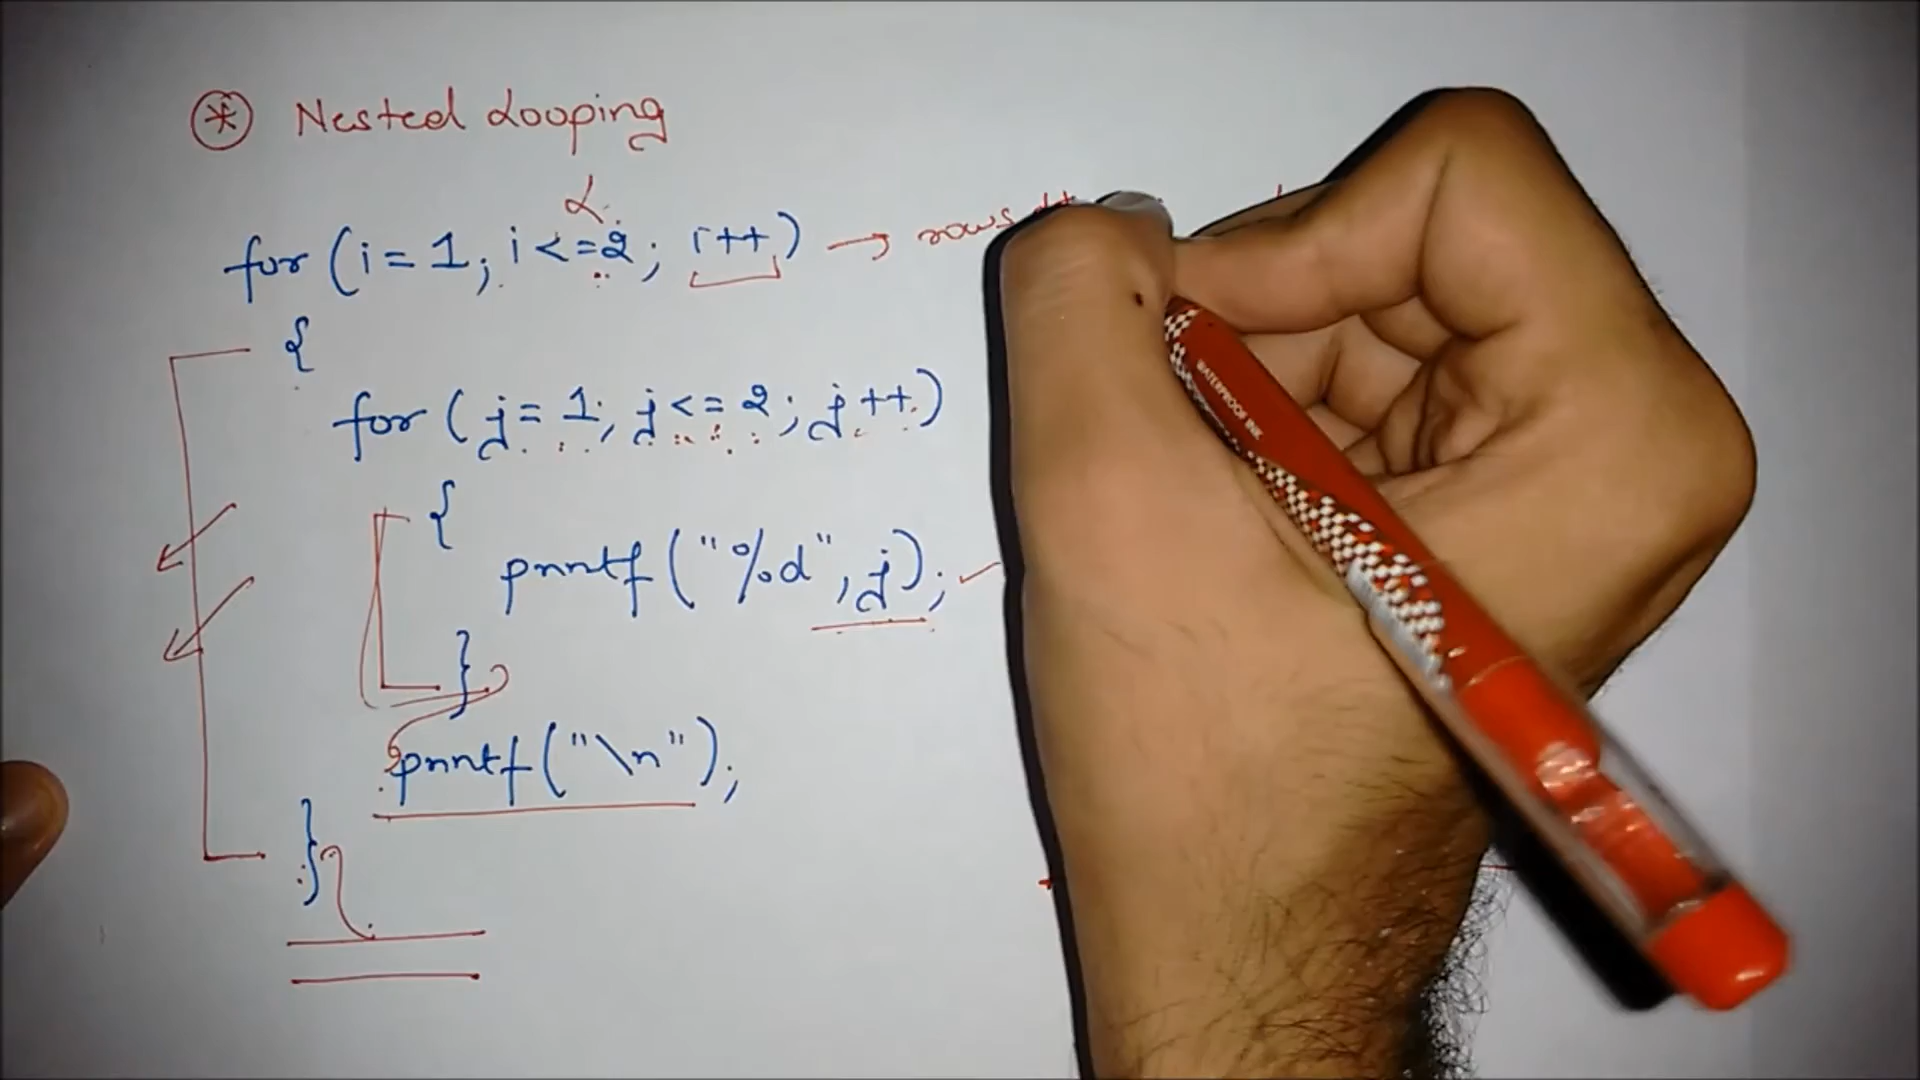 * Nested Looping
for (i = 1; i <= 2; i++) → rows
{
for (j = 1; j <= 2; j++)
{
printf("%d", j);
}
printf("\n");
}
WATERPROOF INK